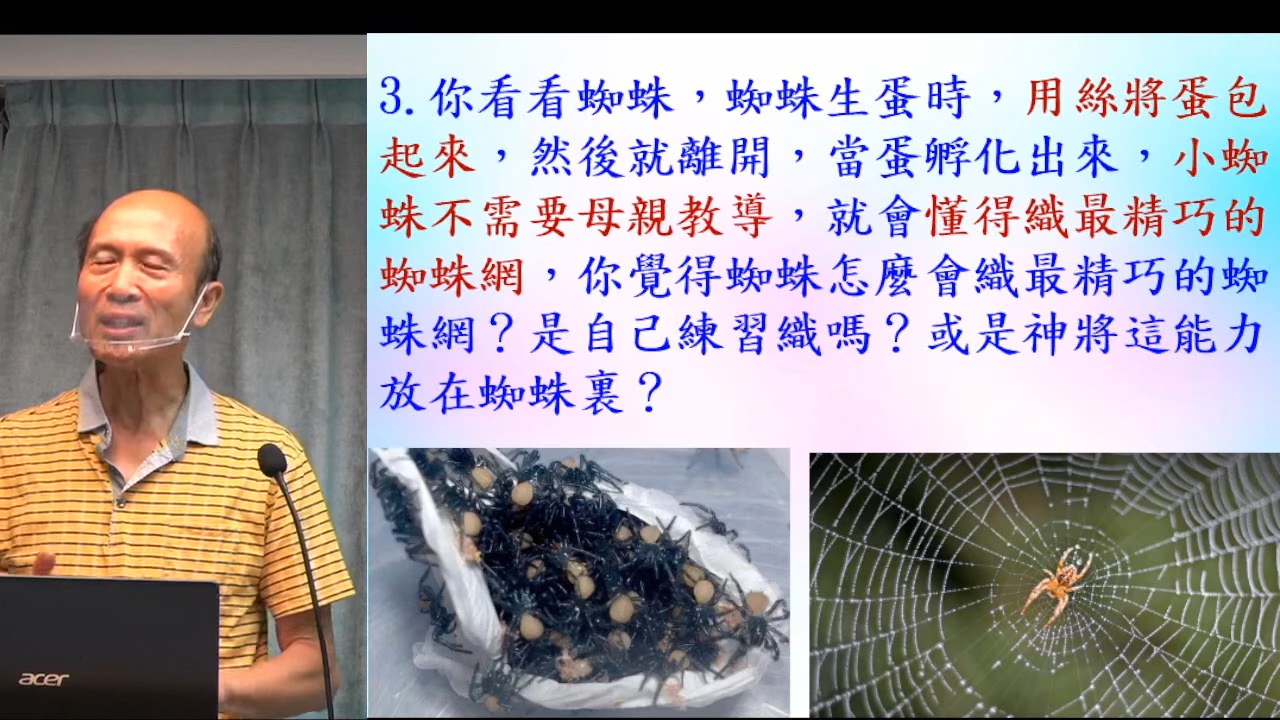 3.你看看蜘蛛，蜘蛛生蛋時，用絲將蛋包
起來，然後就離開，當蛋孵化出來，小蜘
蛛不需要母親教導，就會懂得織最精巧的
蜘蛛網，你覺得蜘蛛怎麼會織最精巧的蜘
蛛網？是自己練習織嗎？或是神將這能力
放在蜘蛛裏？
acer